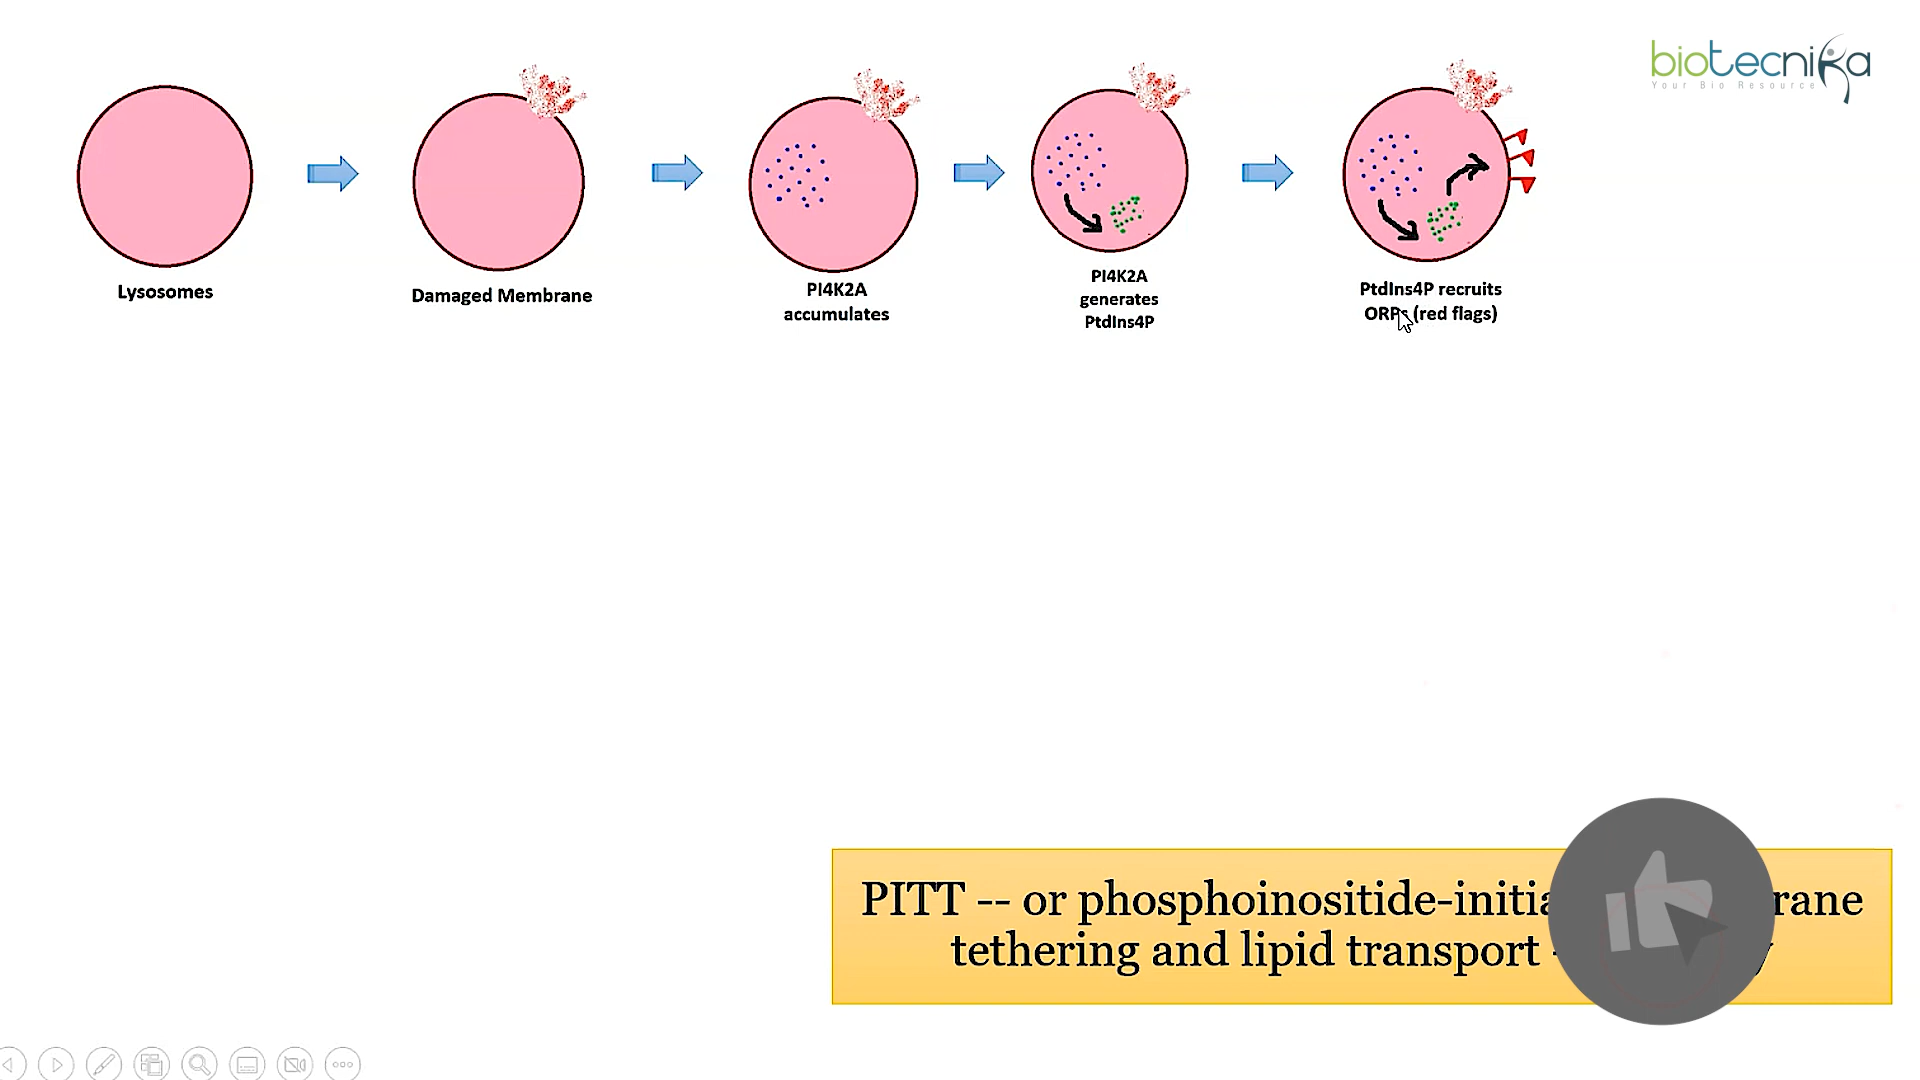 biotecnika
Your Bio Resource
Lysosomes
Damaged Membrane
PI4K2A
accumulates
PI4K2A
generates
PtdIns4P
PtdIns4P recruits
(red flags)
PITT -- or phosphoinositide-initia
rane
tethering and lipid transport